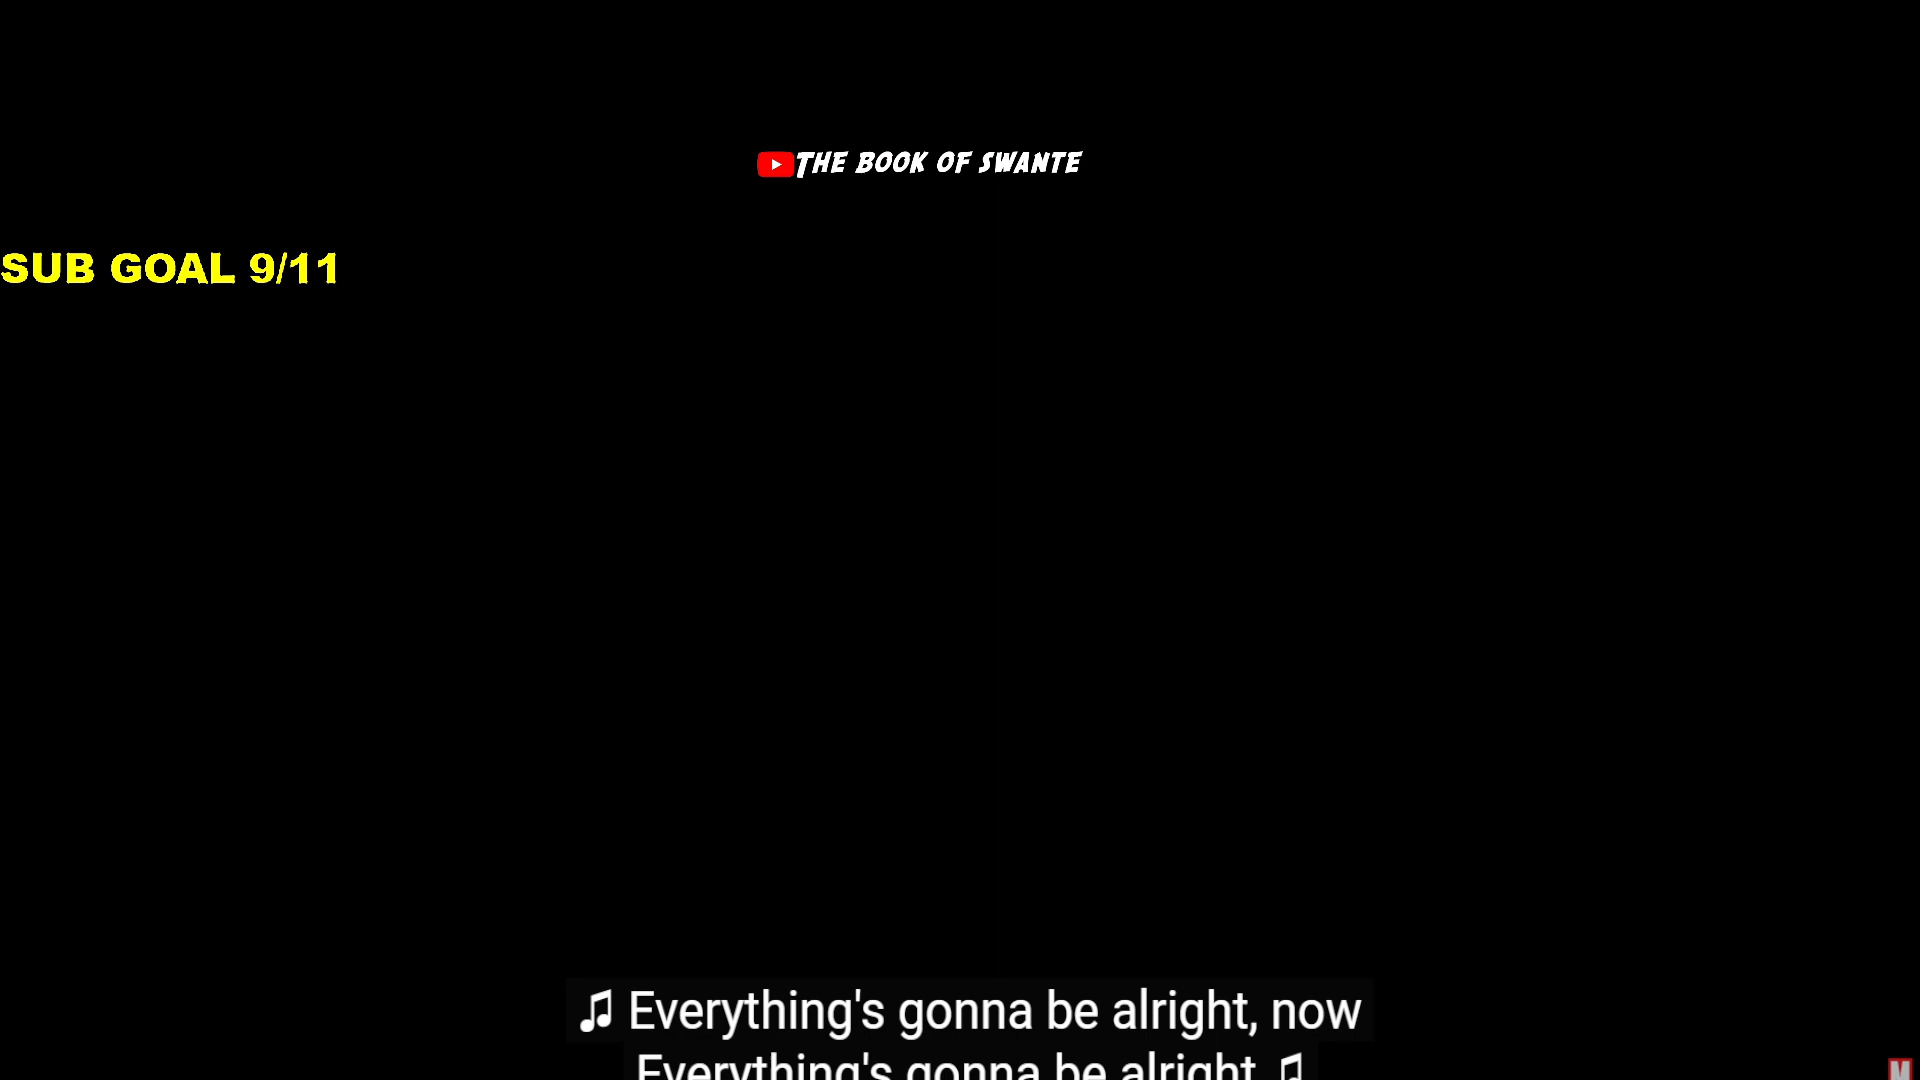 THE BOOK OF SWANTE
SUB GOAL 9/11
♫ Everything's gonna be alright, now
Everything's gonna be alright ♫
M